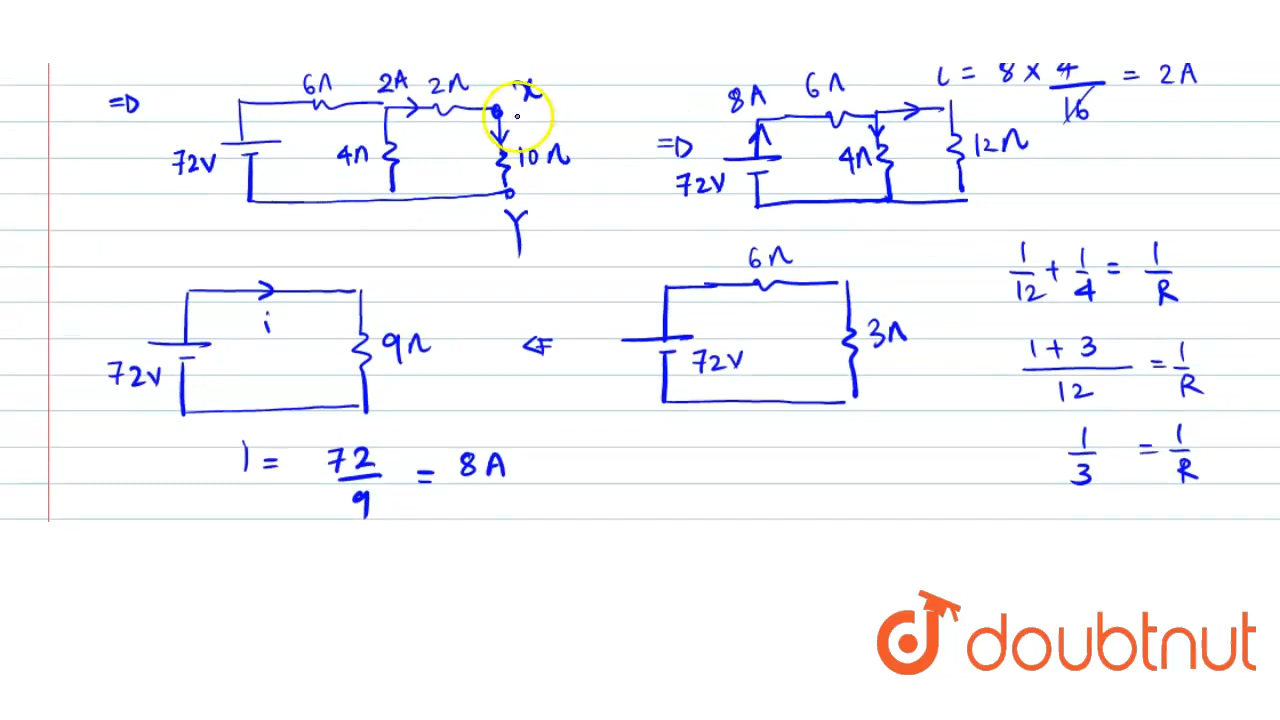 =D 6Ω 2A 2Ω x
72V 4Ω 10Ω
Y
8A 6Ω i = 8 × 4/16 = 2A
=D 72V 4Ω 12Ω
1/12 + 1/4 = 1/R
72V i 9Ω
6Ω
72V 3Ω
(1 + 3)/12 = 1/R
I = 72/9 = 8A
1/3 = 1/R
doubtnut